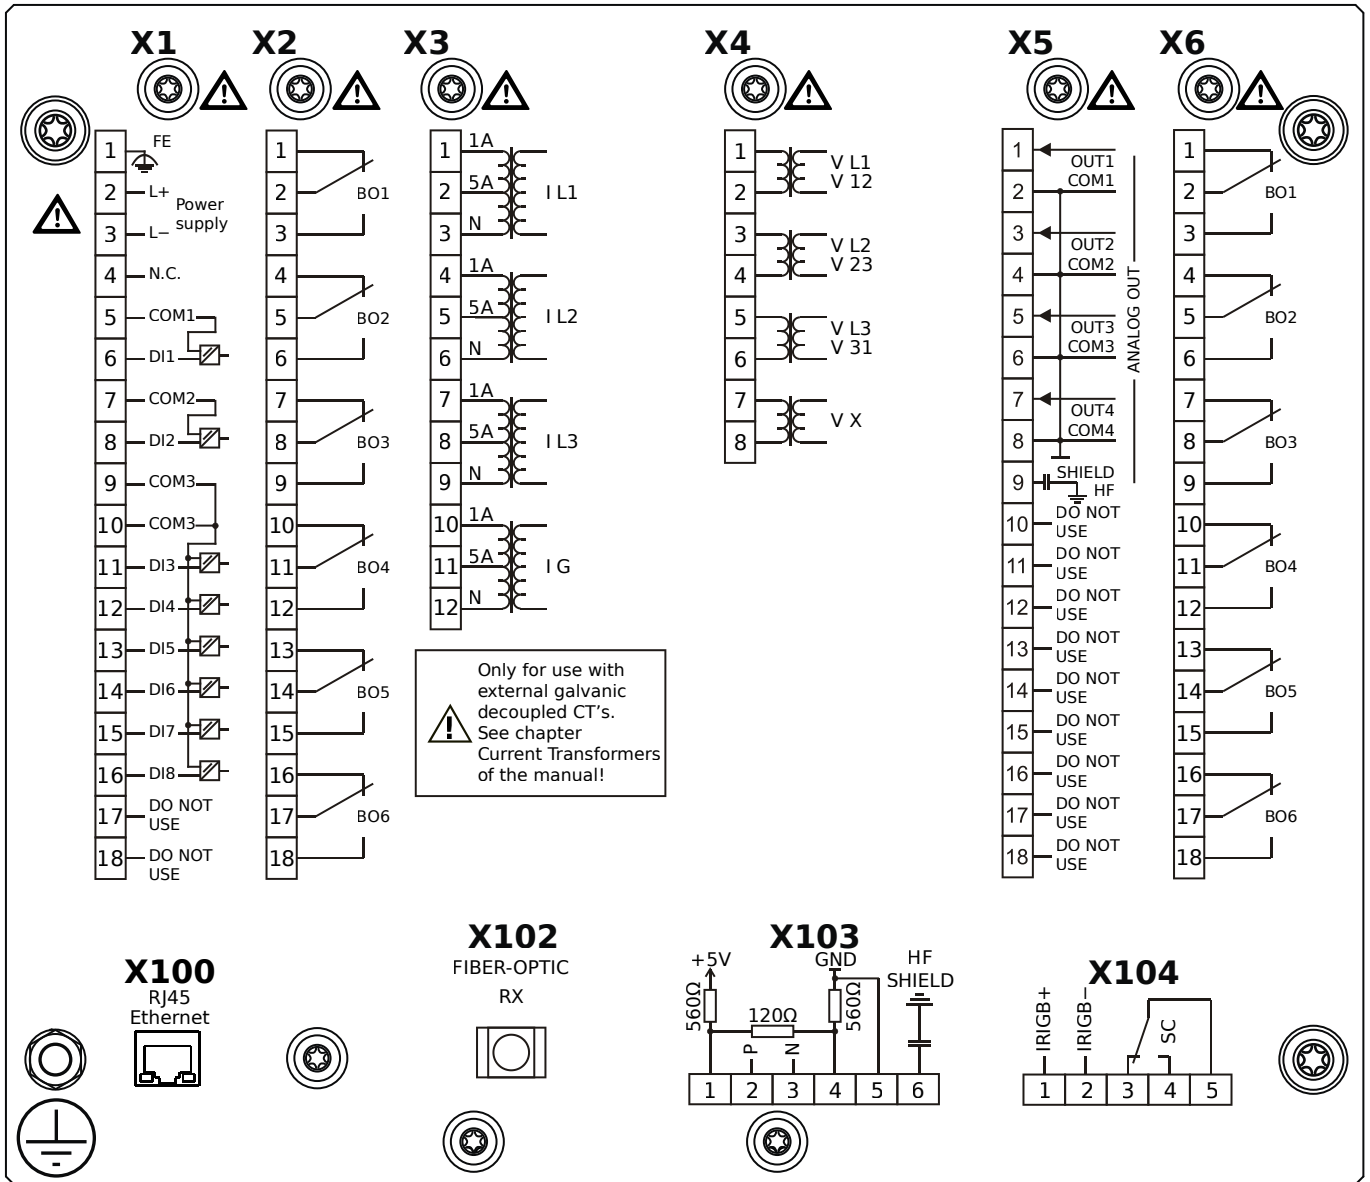 X1 X2 X3 X4 X5 X6
1 FE
2 L+
Power
supply
3 L−
4 N.C.
5 COM1
6 DI1
7 COM2
8 DI2
9 COM3
10 COM3
11 DI3
12 DI4
13 DI5
14 DI6
15 DI7
16 DI8
17 DO NOT
USE
18 DO NOT
USE
1
2 BO1
3
4
5 BO2
6
7
8 BO3
9
10
11 BO4
12
13
14 BO5
15
16
17 BO6
18
1 1A
2 5A I L1
3 N
4 1A
5 5A I L2
6 N
7 1A
8 5A I L3
9 N
10 1A
11 5A I G
12 N
Only for use with
external galvanic
decoupled CT's.
See chapter
Current Transformers
of the manual!
1 V L1
2 V 12
3 V L2
4 V 23
5 V L3
6 V 31
7 V X
8
1 OUT1
2 COM1
3 OUT2
4 COM2
5 OUT3
6 COM3
7 OUT4
8 COM4
ANALOG OUT
9 SHIELD
HF
10 DO NOT
USE
11 DO NOT
USE
12 DO NOT
USE
13 DO NOT
USE
14 DO NOT
USE
15 DO NOT
USE
16 DO NOT
USE
17 DO NOT
USE
18 DO NOT
USE
1
2 BO1
3
4
5 BO2
6
7
8 BO3
9
10
11 BO4
12
13
14 BO5
15
16
17 BO6
18
X100
RJ45
Ethernet
X102
FIBER-OPTIC
RX
X103
+5V GND HF
SHIELD
560Ω 120Ω 560Ω
P N
1 2 3 4 5 6
X104
IRIGB+ IRIGB− SC
1 2 3 4 5